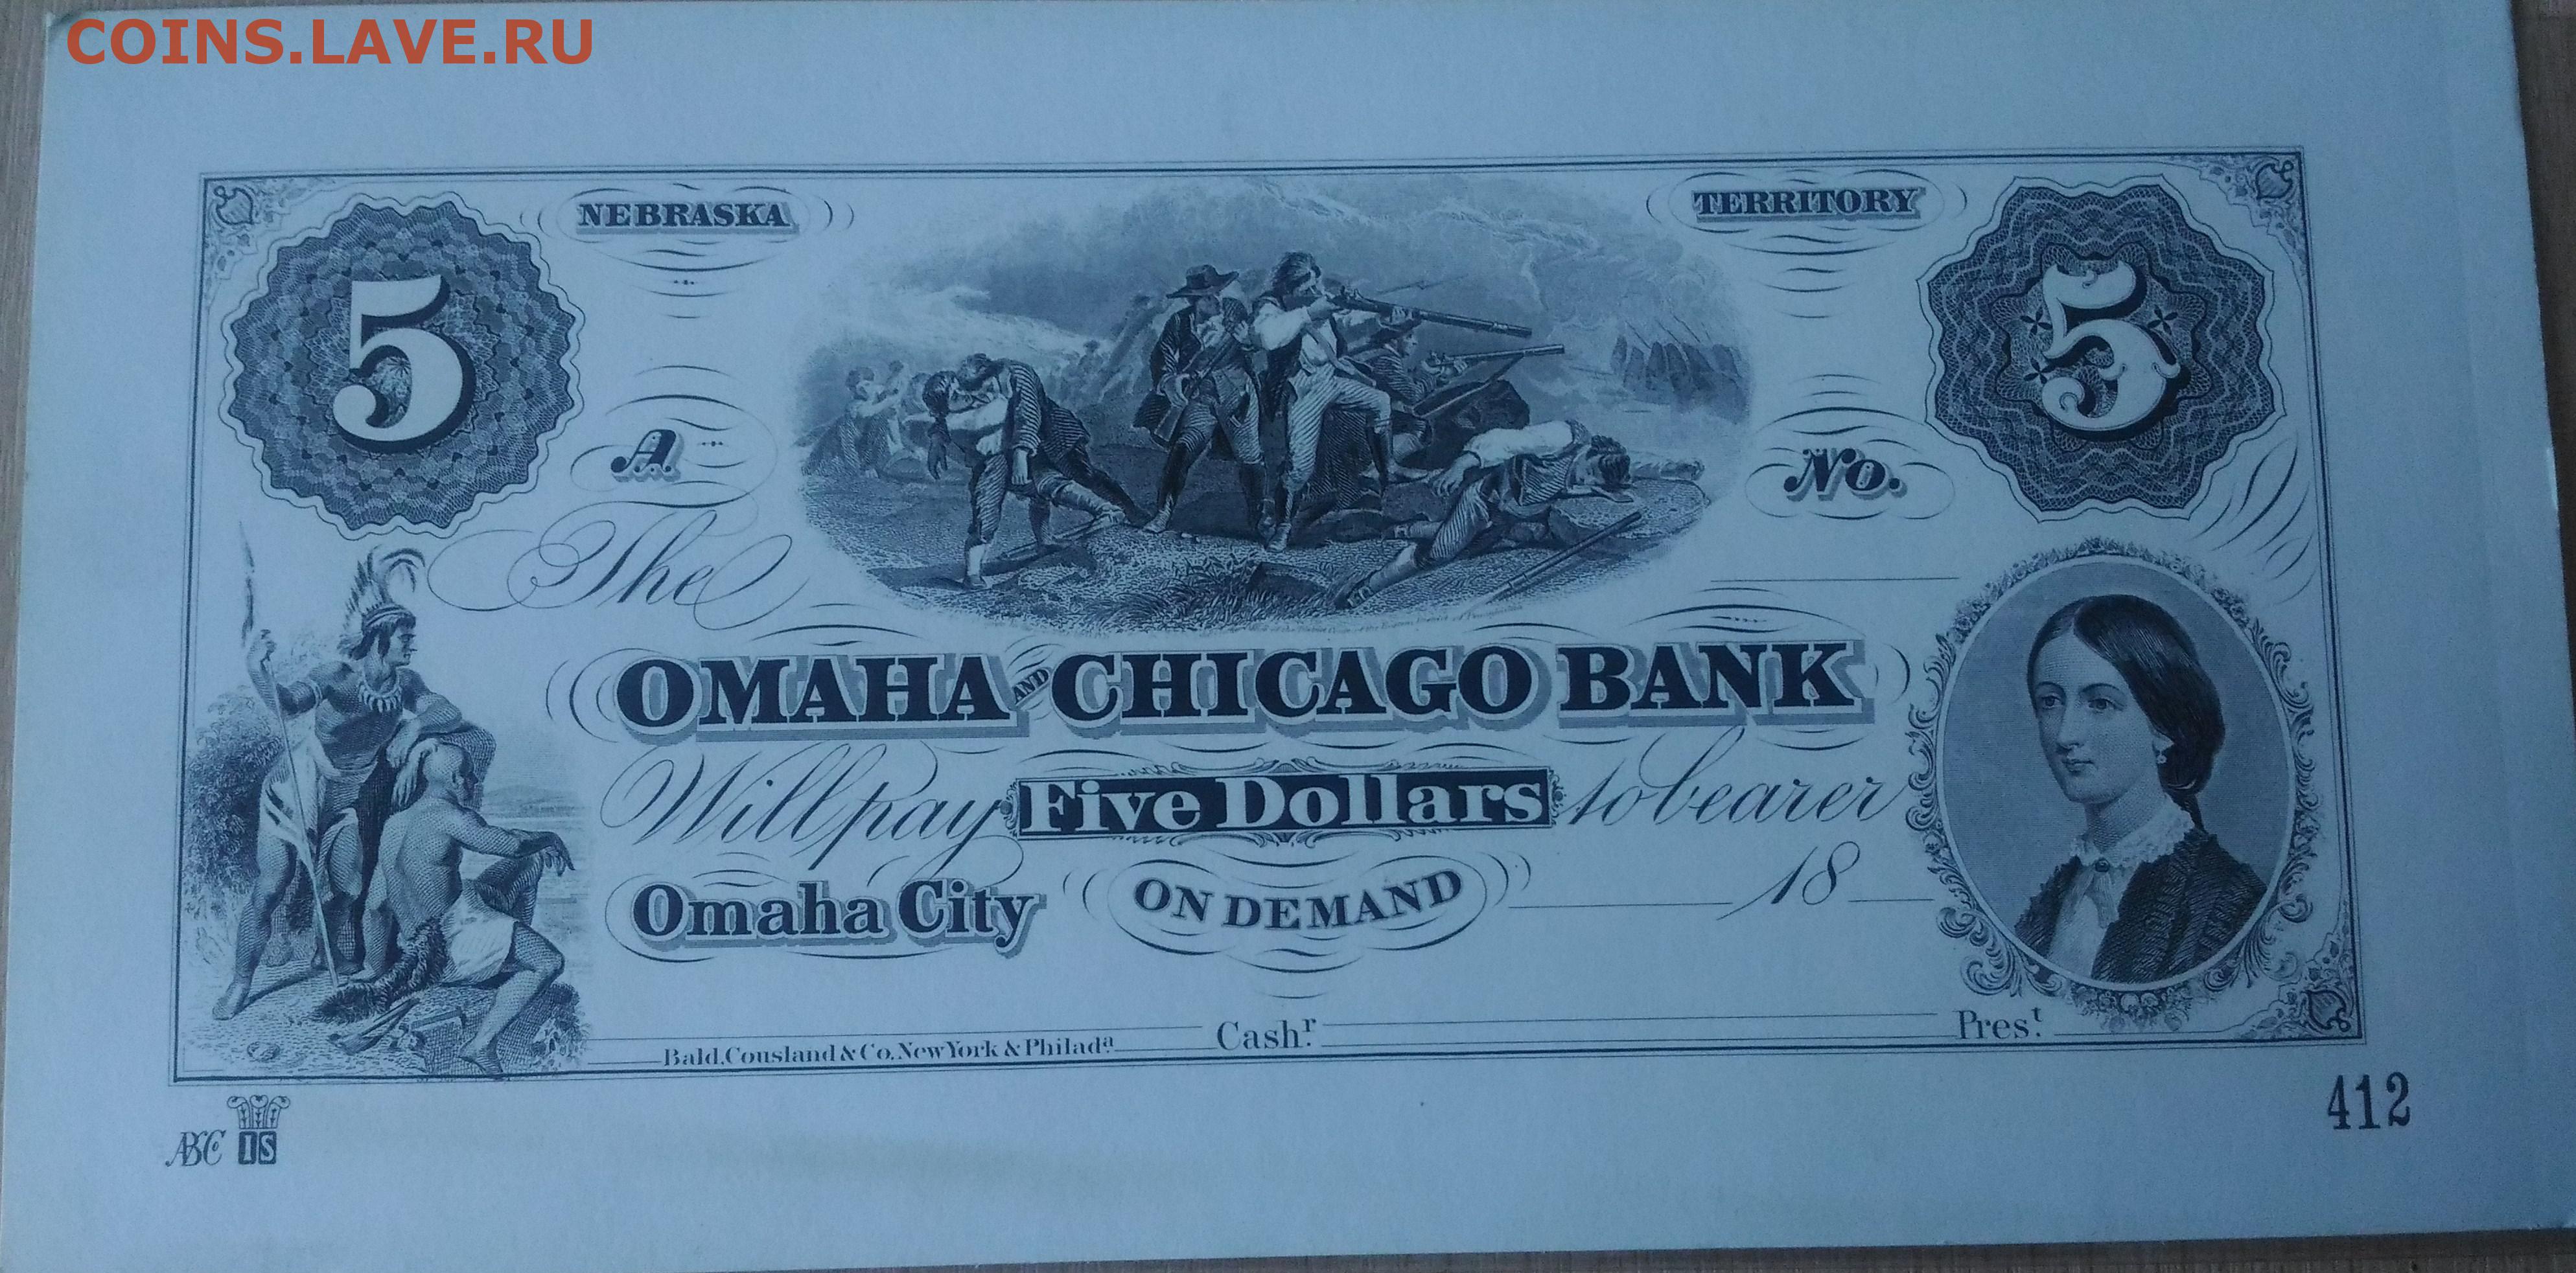 COINS.LAVE.RU
NEBRASKA
TERRITORY
5
5
A
No.
The
OMAHA AND CHICAGO BANK
Will pay Five Dollars to bearer
Omaha City ON DEMAND 18
Cashr.
Prest.
Bald, Cousland & Co. New York & Philada.
ABC
IS
412